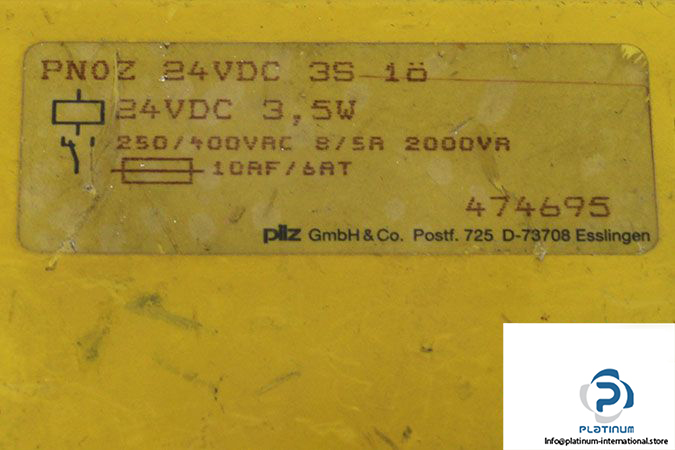 PNOZ 24VDC 3S 1ö
24VDC 3,5W
250/400VAC 8/5A 2000VA
10AF/6AT
474695
pilz GmbH & Co. Postf. 725 D-73708 Esslingen
PLATINUM
Info@platinum-international.store